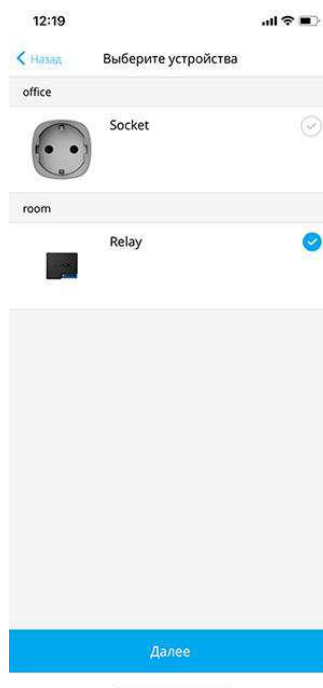 12:19
Назад
Выберите устройства
office
Socket
room
Relay
Далее